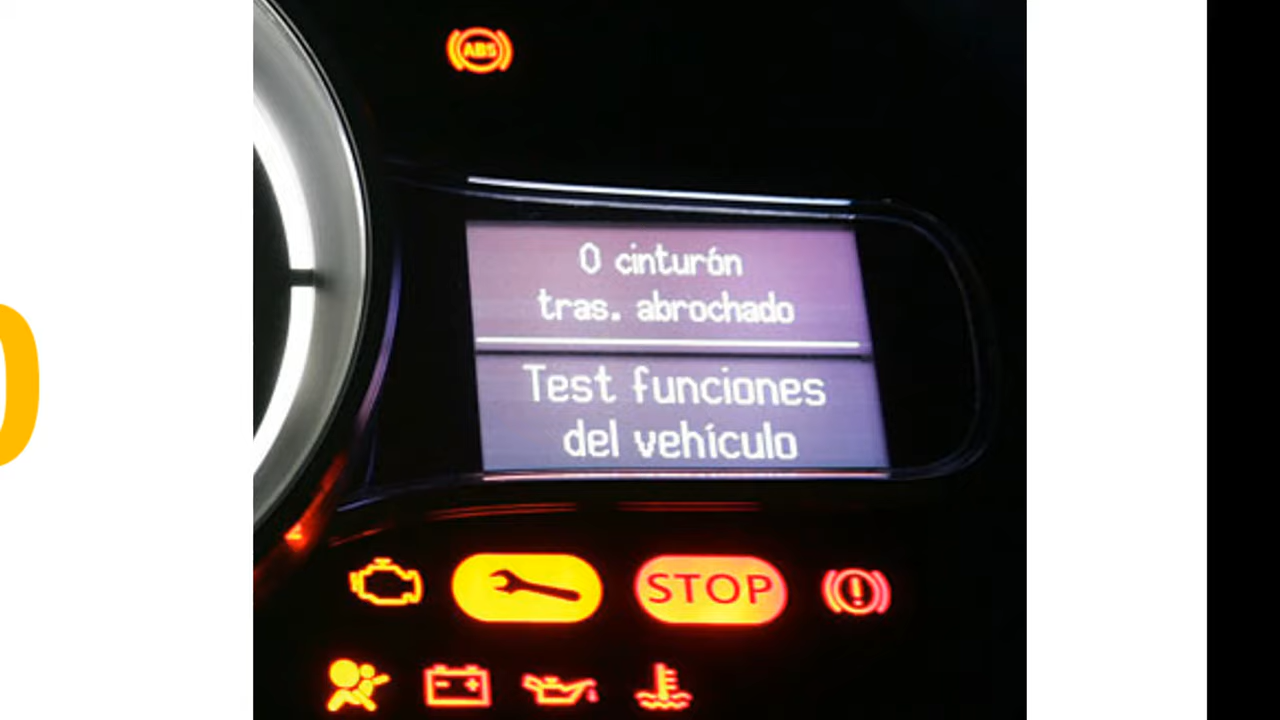 ABS
0 cinturón
tras. abrochado
Test funciones
del vehículo
STOP